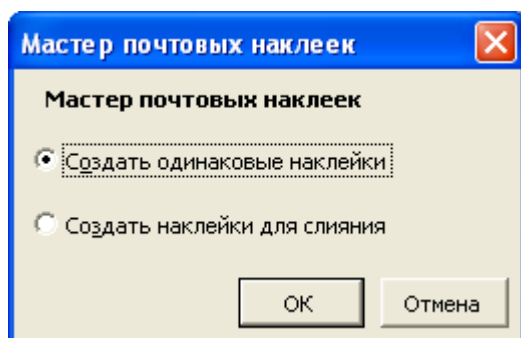 Мастер почтовых наклеек
Мастер почтовых наклеек
Создать одинаковые наклейки
Создать наклейки для слияния
ОК Отмена